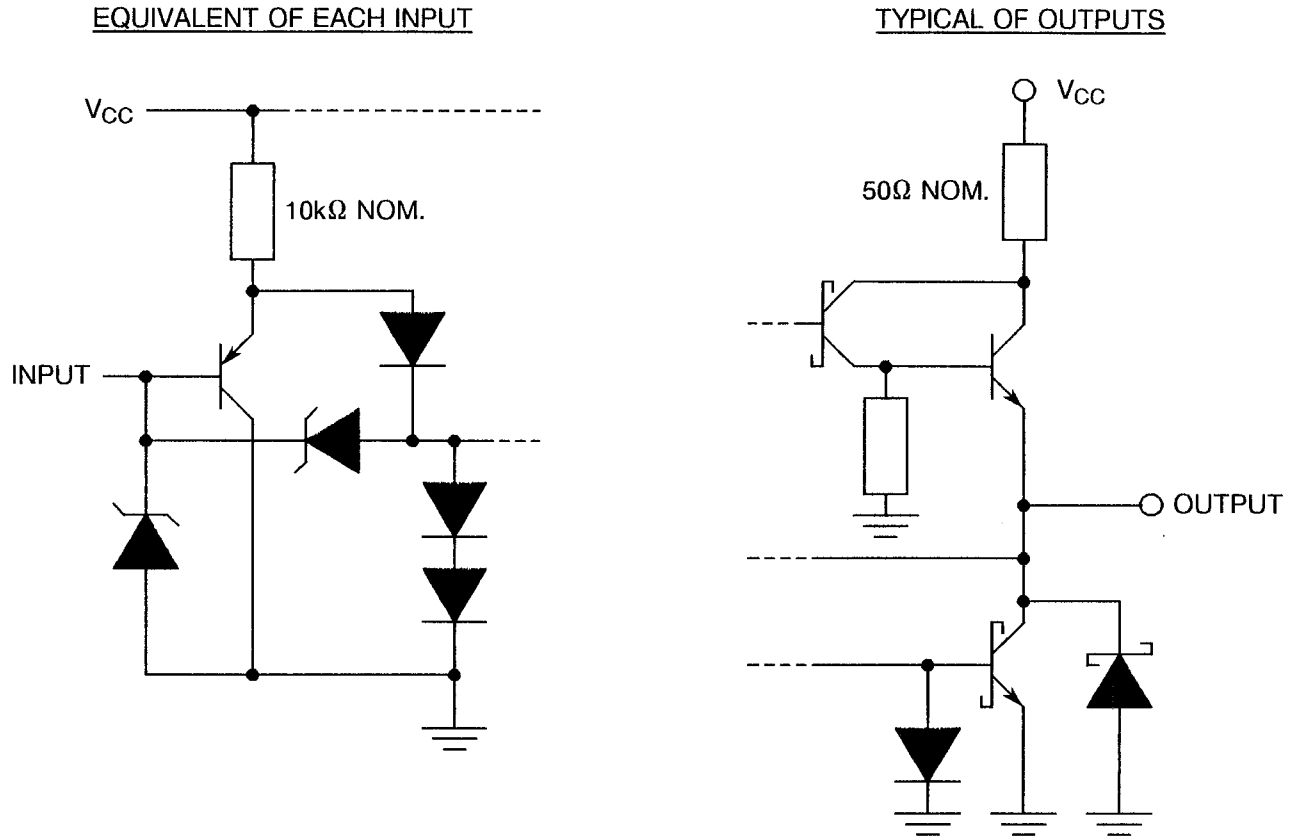 EQUIVALENT OF EACH INPUT
VCC
10kΩ NOM.
INPUT
TYPICAL OF OUTPUTS
VCC
50Ω NOM.
OUTPUT